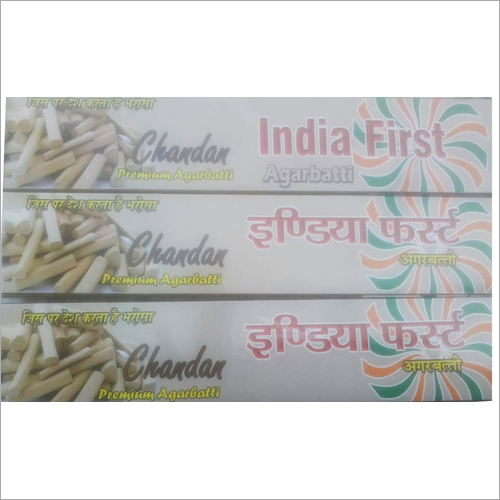 जिस पर देश करता है भरोसा
Chandan
Premium Agarbatti
India First
Agarbatti
जिस पर देश करता है भरोसा
Chandan
Premium Agarbatti
इण्डिया फर्स्ट
अगरबत्ती
जिस पर देश करता है भरोसा
Chandan
Premium Agarbatti
इण्डिया फर्स्ट
अगरबत्ती